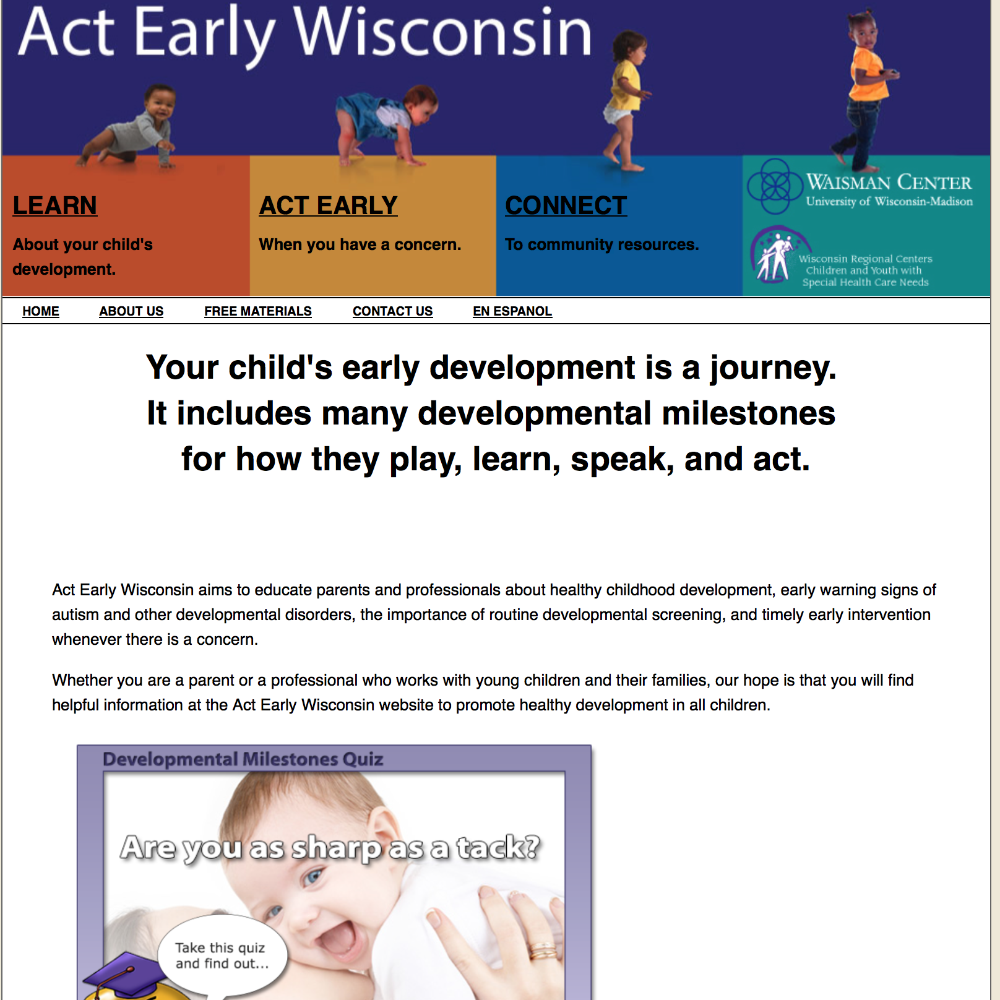 Act Early Wisconsin
LEARN
About your child's
development.
ACT EARLY
When you have a concern.
CONNECT
To community resources.
WAISMAN CENTER
University of Wisconsin-Madison
Wisconsin Regional Centers
Children and Youth with
Special Health Care Needs
HOME ABOUT US FREE MATERIALS CONTACT US EN ESPANOL
Your child's early development is a journey.
It includes many developmental milestones
for how they play, learn, speak, and act.
Act Early Wisconsin aims to educate parents and professionals about healthy childhood development, early warning signs of
autism and other developmental disorders, the importance of routine developmental screening, and timely early intervention
whenever there is a concern.
Whether you are a parent or a professional who works with young children and their families, our hope is that you will find
helpful information at the Act Early Wisconsin website to promote healthy development in all children.
Developmental Milestones Quiz
Are you as sharp as a tack?
Take this quiz
and find out...